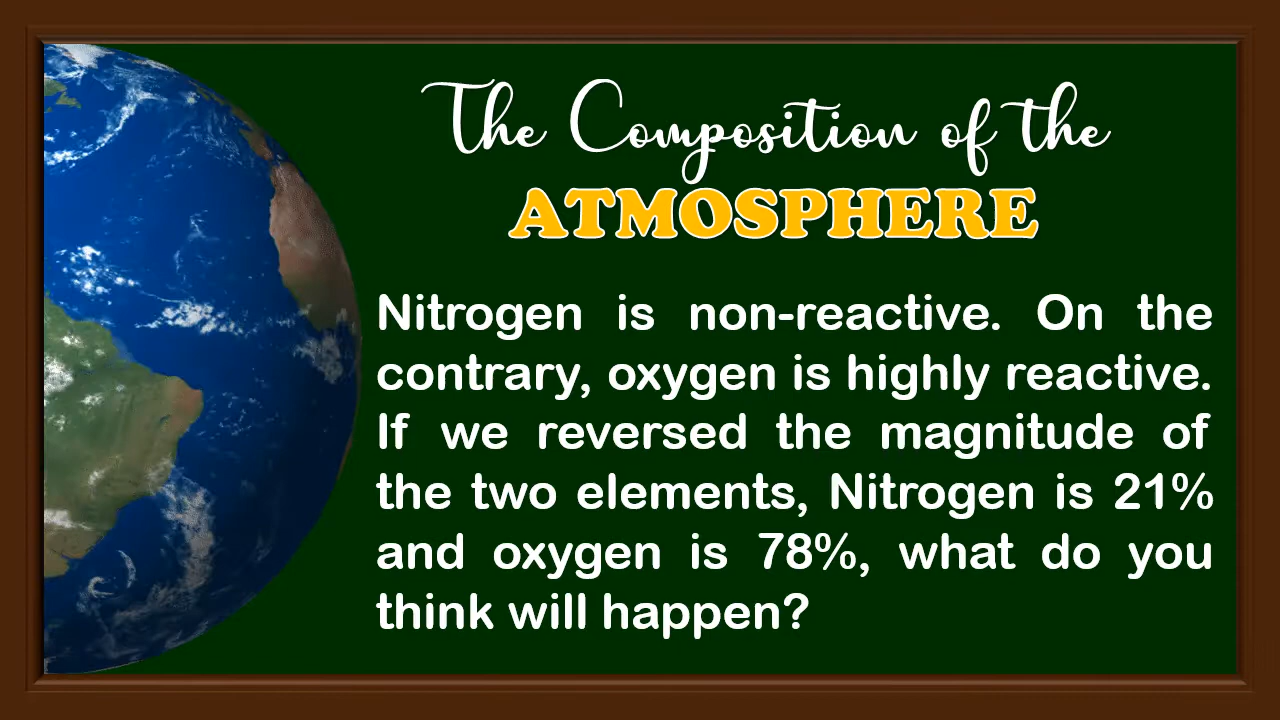 The Composition of the
ATMOSPHERE
Nitrogen is non-reactive. On the
contrary, oxygen is highly reactive.
If we reversed the magnitude of
the two elements, Nitrogen is 21%
and oxygen is 78%, what do you
think will happen?